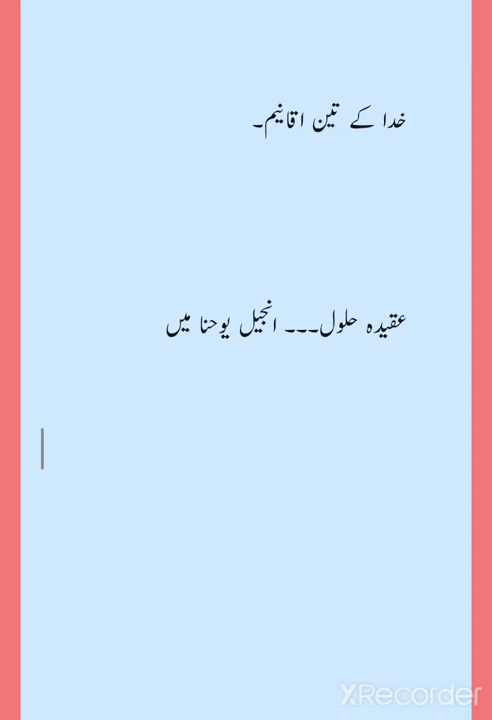 خدا کے تین اقانیم۔
عقیدہ حلول۔۔۔ انجیل یوحنا میں
XRecorder